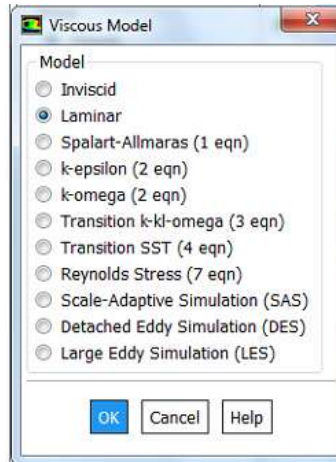 Viscous Model
Model
Inviscid
Laminar
Spalart-Allmaras (1 eqn)
k-epsilon (2 eqn)
k-omega (2 eqn)
Transition k-kl-omega (3 eqn)
Transition SST (4 eqn)
Reynolds Stress (7 eqn)
Scale-Adaptive Simulation (SAS)
Detached Eddy Simulation (DES)
Large Eddy Simulation (LES)
OK Cancel Help